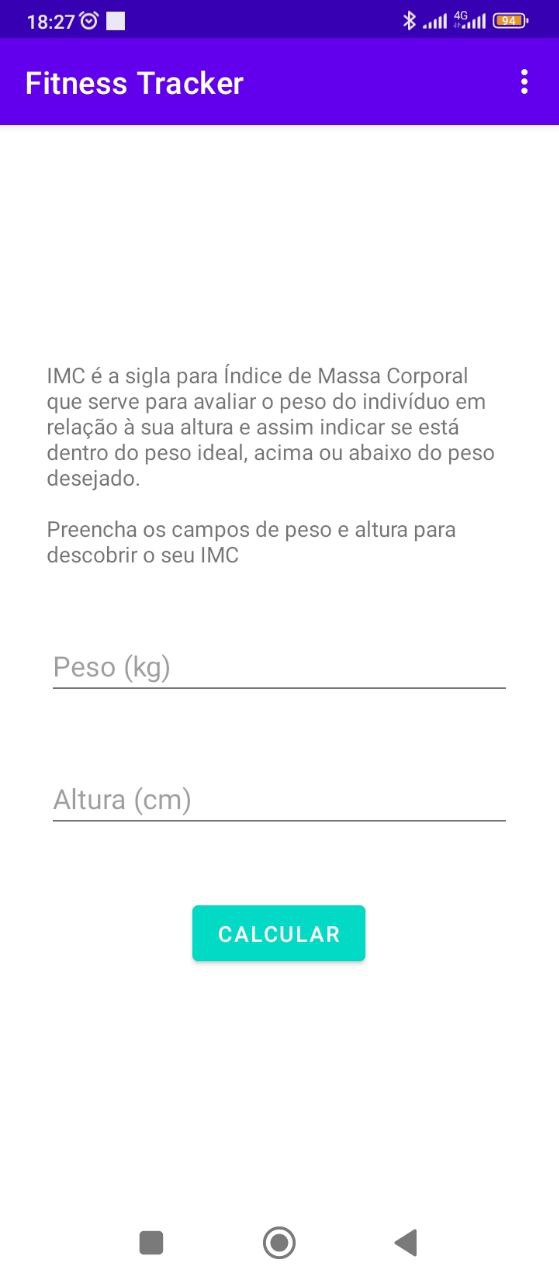 18:27
4G
94
Fitness Tracker
IMC é a sigla para Índice de Massa Corporal
que serve para avaliar o peso do indivíduo em
relação à sua altura e assim indicar se está
dentro do peso ideal, acima ou abaixo do peso
desejado.
Preencha os campos de peso e altura para
descobrir o seu IMC
Peso (kg)
Altura (cm)
CALCULAR